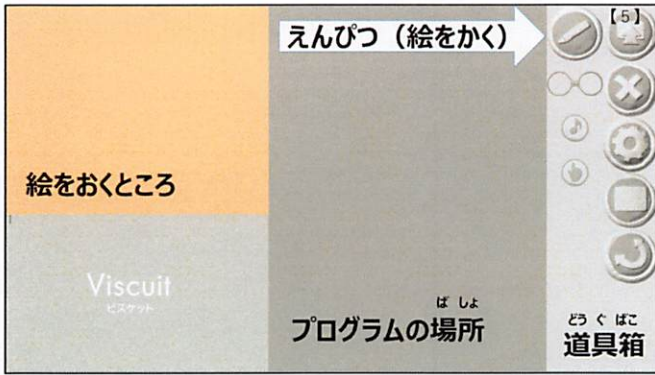 【5】
えんぴつ（絵をかく）
絵をおくところ
Viscuit
ビスケット
ば しょ
プログラムの場所
どう ぐ ばこ
道具箱